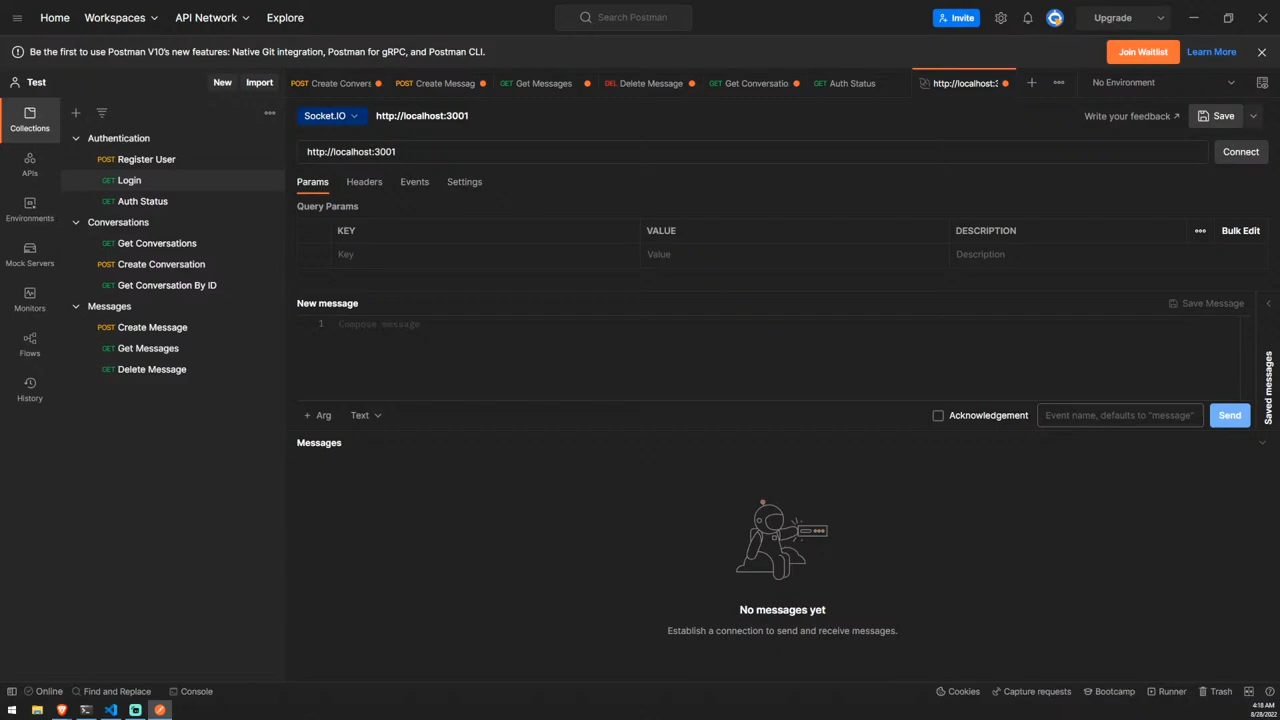 Home Workspaces API Network Explore Search Postman Invite Upgrade
Be the first to use Postman V10's new features: Native Git integration, Postman for gRPC, and Postman CLI. Join Waitlist Learn More
Test New Import
POST Create Convers POST Create Messag GET Get Messages DEL Delete Message GET Get Conversatio GET Auth Status http://localhost:3 No Environment
Collections
APIs
Environments
Mock Servers
Monitors
Flows
History
Authentication
POST Register User
GET Login
GET Auth Status
Conversations
GET Get Conversations
POST Create Conversation
GET Get Conversation By ID
Messages
POST Create Message
GET Get Messages
GET Delete Message
Socket.IO http://localhost:3001 Write your feedback Save
http://localhost:3001 Connect
Params Headers Events Settings
Query Params
KEY VALUE DESCRIPTION Bulk Edit
Key Value Description
New message Save Message
1 Compose message
Saved messages
Arg Text Acknowledgement Event name, defaults to "message" Send
Messages
No messages yet
Establish a connection to send and receive messages.
Online Find and Replace Console Cookies Capture requests Bootcamp Runner Trash
4:18 AM
8/28/2022